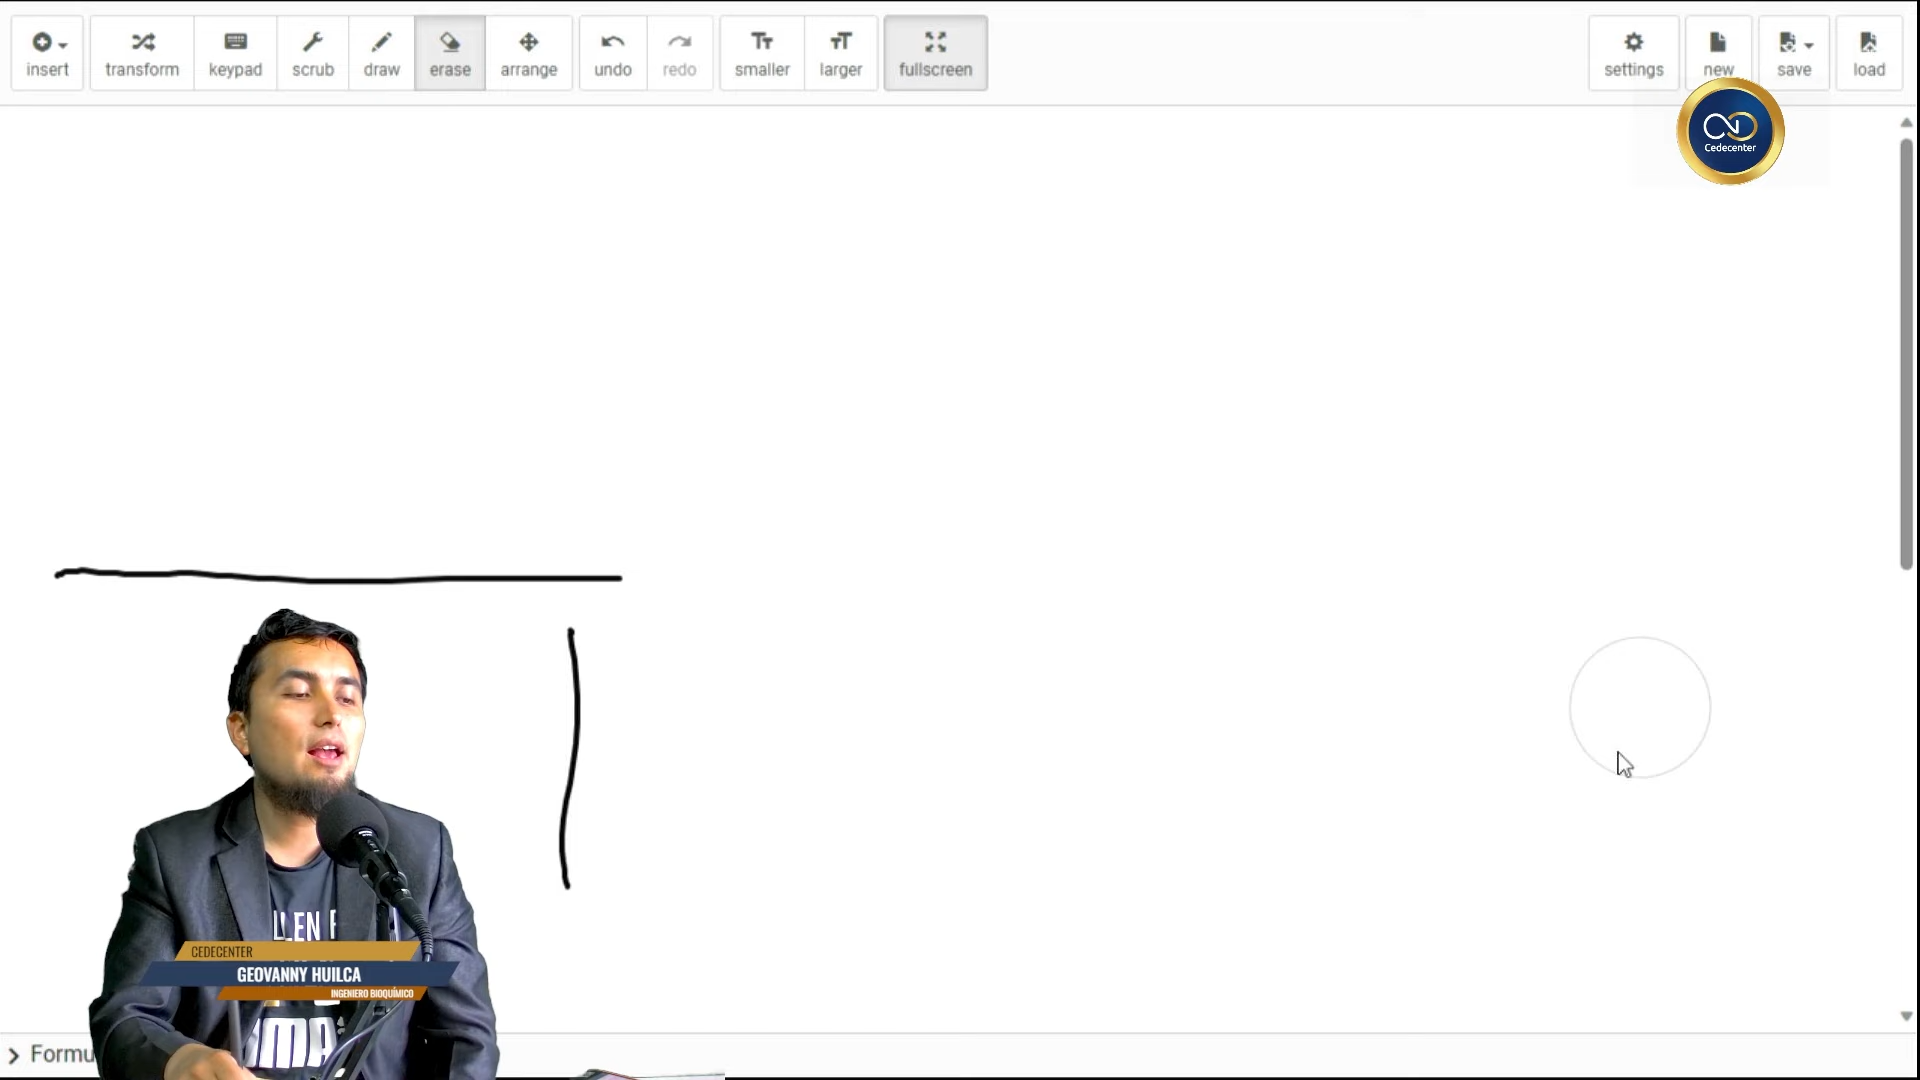 insert
transform
keypad
scrub
draw
erase
arrange
undo
redo
smaller
larger
fullscreen
settings
new
save
load
Cedecenter
LLEN
CEDECENTER
GEOVANNY HUILCA
INGENIERO BIOQUÍMICO
Formu